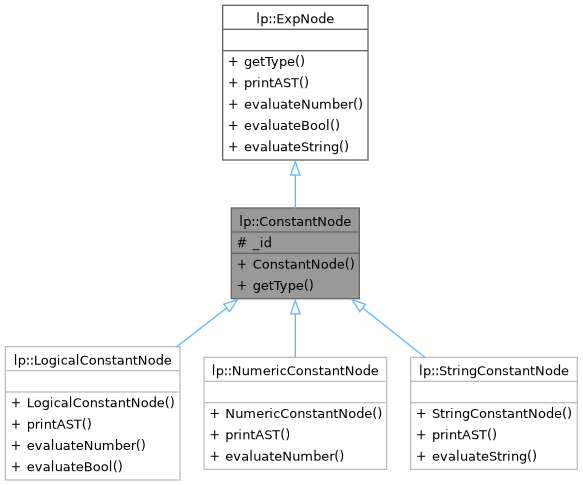 lp::ExpNode
+ getType()
+ printAST()
+ evaluateNumber()
+ evaluateBool()
+ evaluateString()
lp::ConstantNode
# _id
+ ConstantNode()
+ getType()
lp::LogicalConstantNode
+ LogicalConstantNode()
+ printAST()
+ evaluateNumber()
+ evaluateBool()
lp::NumericConstantNode
+ NumericConstantNode()
+ printAST()
+ evaluateNumber()
lp::StringConstantNode
+ StringConstantNode()
+ printAST()
+ evaluateString()